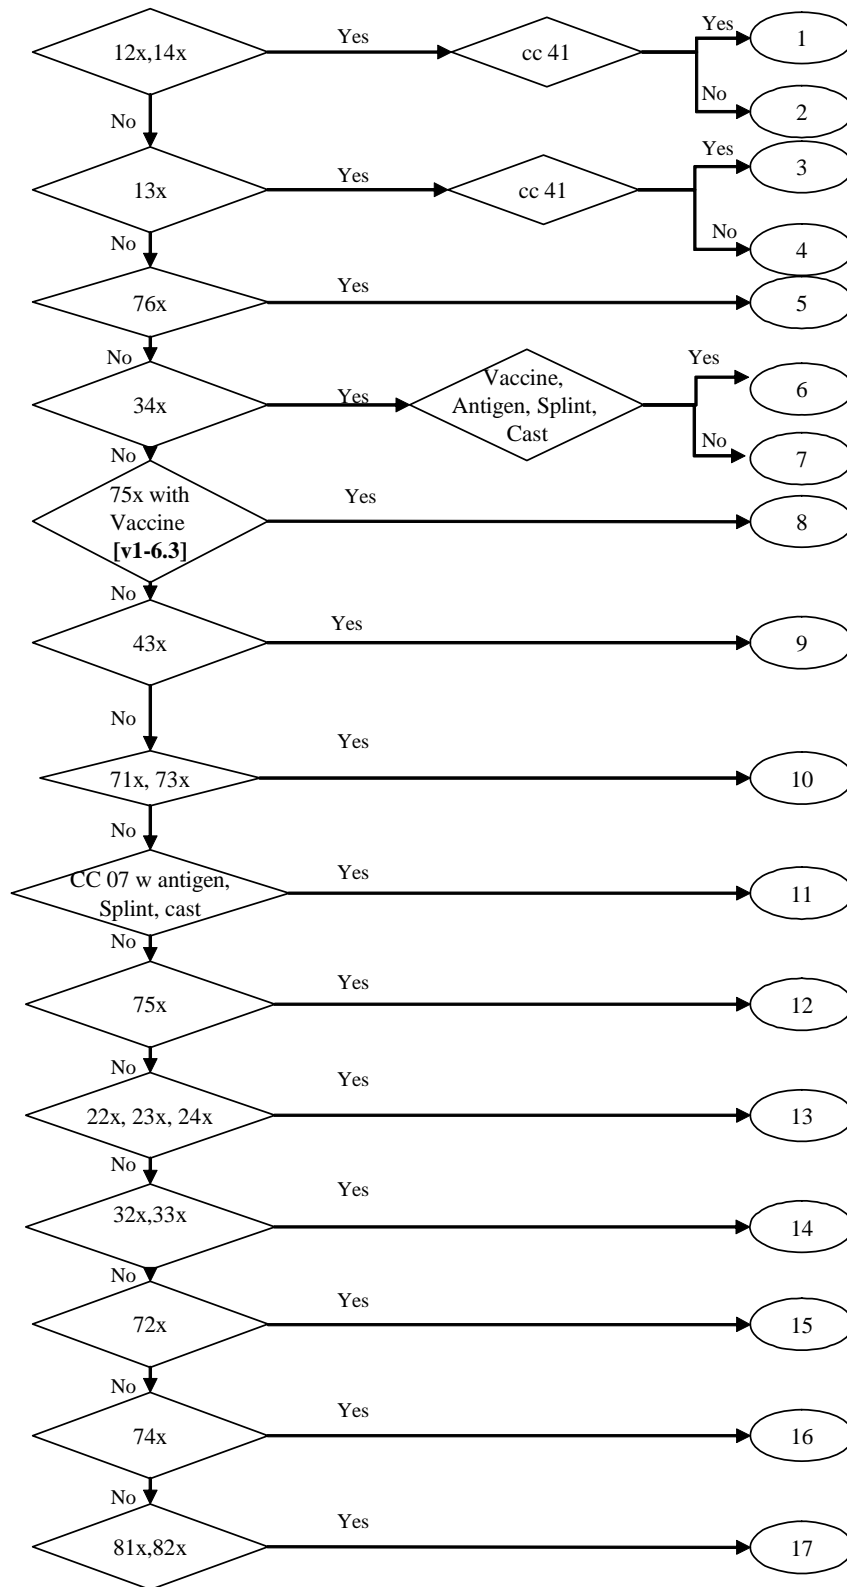 12x,14x
Yes
cc 41
Yes
1
No
2
No
13x
Yes
cc 41
Yes
3
No
4
No
76x
Yes
5
No
34x
Yes
Vaccine,
Antigen, Splint,
Cast
Yes
6
No
7
No
75x with
Vaccine
[v1-6.3]
Yes
8
No
43x
Yes
9
No
71x, 73x
Yes
10
No
CC 07 w antigen,
Splint, cast
Yes
11
No
75x
Yes
12
No
22x, 23x, 24x
Yes
13
No
32x,33x
Yes
14
No
72x
Yes
15
No
74x
Yes
16
No
81x,82x
Yes
17